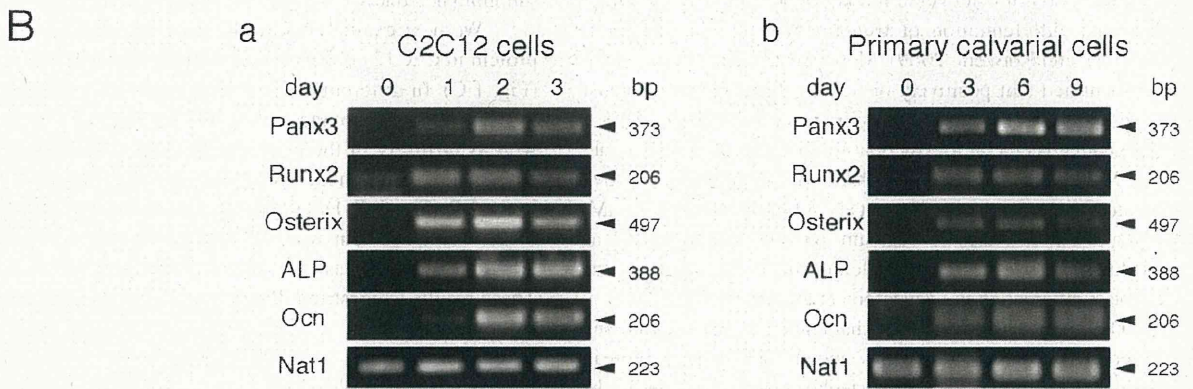 B
a
C2C12 cells
day 0 1 2 3 bp
Panx3 373
Runx2 206
Osterix 497
ALP 388
Ocn 206
Nat1 223
b
Primary calvarial cells
day 0 3 6 9 bp
Panx3 373
Runx2 206
Osterix 497
ALP 388
Ocn 206
Nat1 223